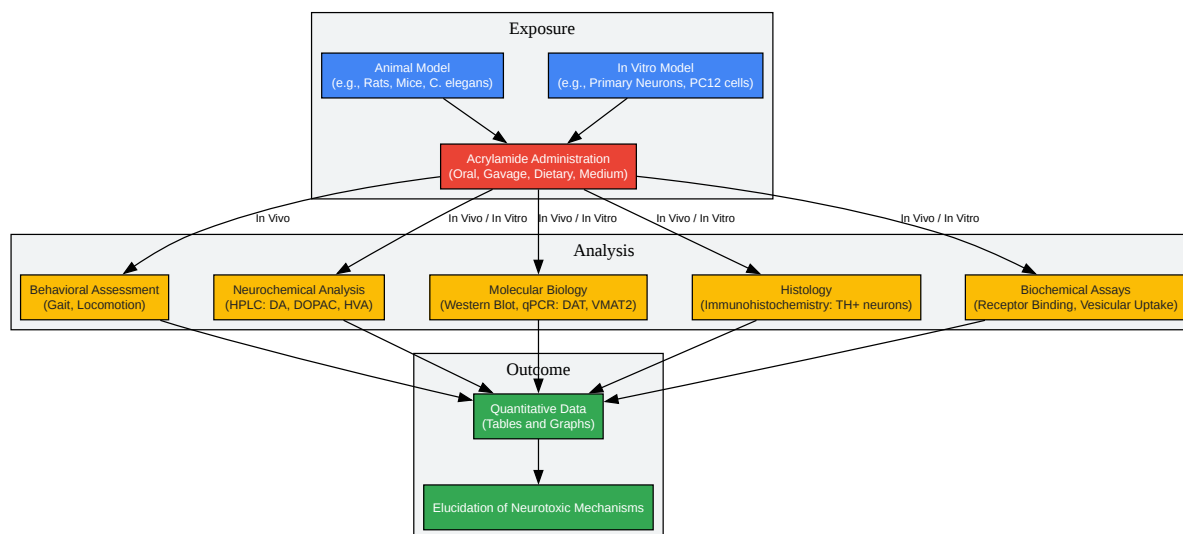 Exposure
Animal Model
(e.g., Rats, Mice, C. elegans)
In Vitro Model
(e.g., Primary Neurons, PC12 cells)
Acrylamide Administration
(Oral, Gavage, Dietary, Medium)
In Vivo
In Vivo / In Vitro
In Vivo / In Vitro
In Vivo / In Vitro
In Vivo / In Vitro
Analysis
Behavioral Assessment
(Gait, Locomotion)
Neurochemical Analysis
(HPLC: DA, DOPAC, HVA)
Molecular Biology
(Western Blot, qPCR: DAT, VMAT2)
Histology
(Immunohistochemistry: TH+ neurons)
Biochemical Assays
(Receptor Binding, Vesicular Uptake)
Outcome
Quantitative Data
(Tables and Graphs)
Elucidation of Neurotoxic Mechanisms